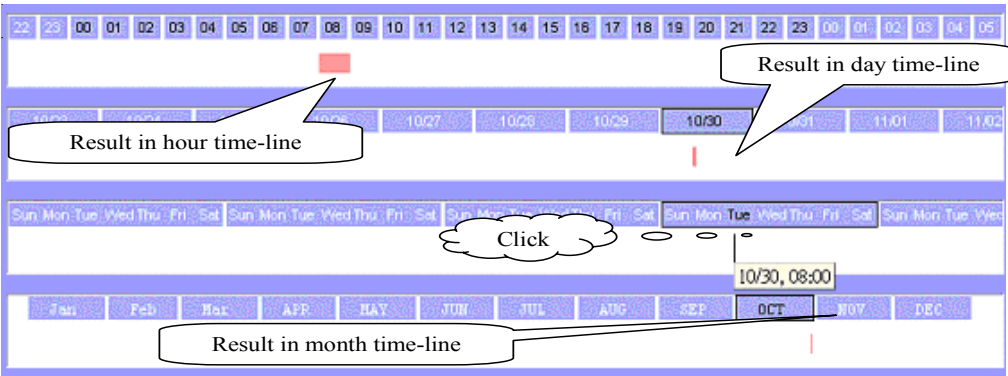 22 23 00 01 02 03 04 05 06 07 08 09 10 11 12 13 14 15 16 17 18 19 20 21 22 23 00 01 02 03 04 05
Result in day time-line
10/27 10/28 10/29 10/30 11/01 11/02
Result in hour time-line
Sun Mon Tue Wed Thu Fri Sat Sun Mon Tue Wed Thu Fri Sat Sun Fri Sat Sun Mon Tue Wed Thu Fri Sat Sun Mon Tue Wed
Click
10/30, 08:00
Jan Feb Mar APR MAY JUN JUL AUG SEP OCT NOV DEC
Result in month time-line